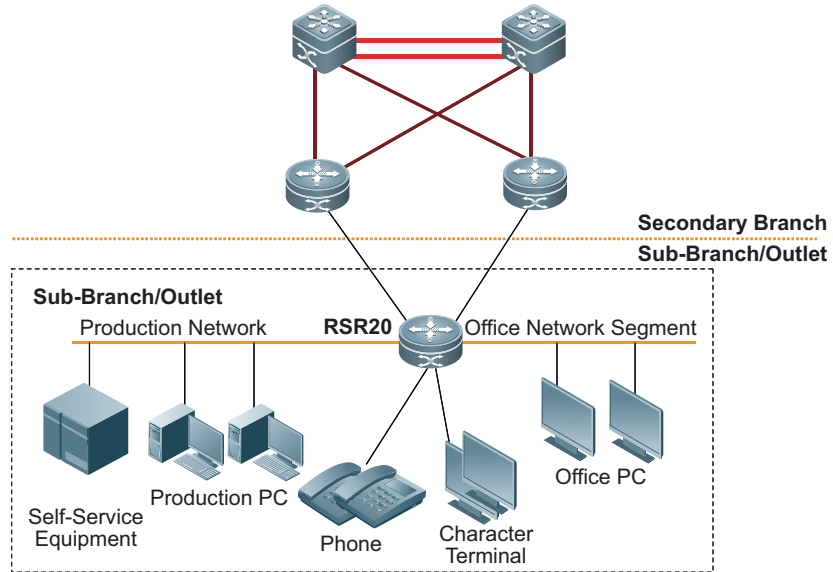 Secondary Branch
Sub-Branch/Outlet
Sub-Branch/Outlet
Production Network
RSR20
Office Network Segment
Self-Service
Equipment
Production PC
Phone
Character
Terminal
Office PC